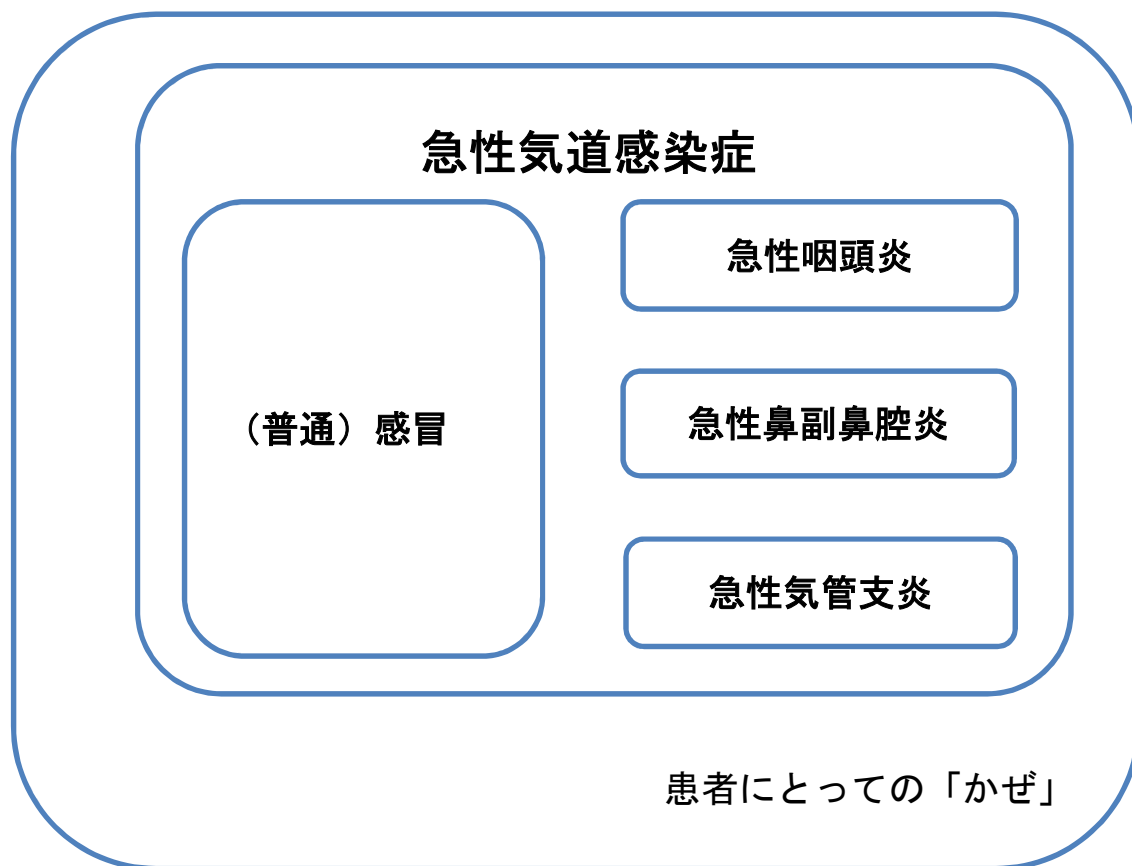 急性気道感染症
急性咽頭炎
（普通）感冒
急性鼻副鼻腔炎
急性気管支炎
患者にとっての「かぜ」